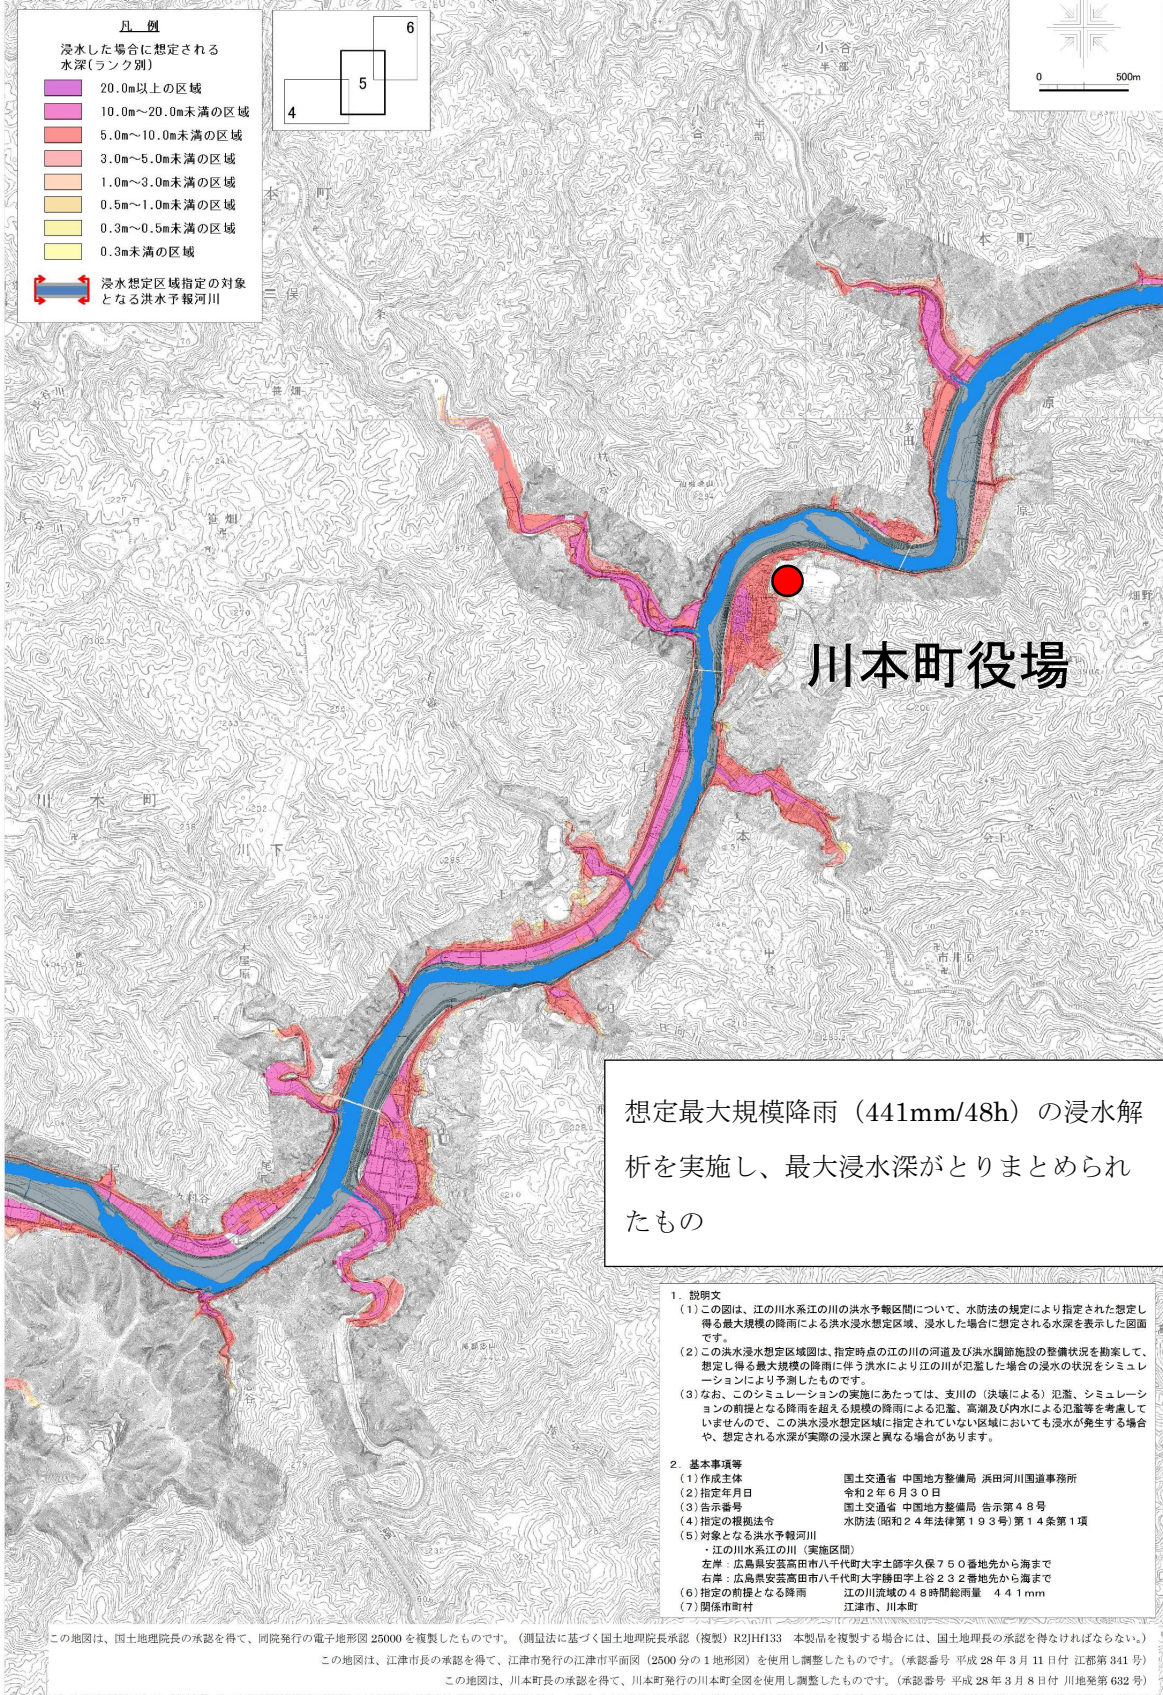 凡 例
浸水した場合に想定される
水深(ランク別)
20.0m以上の区域
10.0m〜20.0m未満の区域
5.0m〜10.0m未満の区域
3.0m〜5.0m未満の区域
1.0m〜3.0m未満の区域
0.5m〜1.0m未満の区域
0.3m〜0.5m未満の区域
0.3m未満の区域
浸水想定区域指定の対象
となる洪水予報河川
6
5
4
0 500m
小 谷
川 本 町
三 俣
笹 畑
笹 畑
多 田
川本町役場
川 本 町
川 下
市井原
想定最大規模降雨（441mm/48h）の浸水解
析を実施し、最大浸水深がとりまとめられ
たもの
1. 説明文
（1）この図は、江の川水系江の川の洪水予報区間について、水防法の規定により指定された想定し
得る最大規模の降雨による洪水浸水想定区域、浸水した場合に想定される水深を表示した図面
です。
（2）この洪水浸水想定区域図は、指定時点の江の川の河道及び洪水調節施設の整備状況を勘案して、
想定し得る最大規模の降雨に伴う洪水により江の川が氾濫した場合の浸水の状況をシミュレ
ーションにより予測したものです。
（3）なお、このシミュレーションの実施にあたっては、支川の（決壊による）氾濫、シミュレーシ
ョンの前提となる降雨を超える規模の降雨による氾濫、高潮及び内水による氾濫等を考慮して
いませんので、この洪水浸水想定区域に指定されていない区域においても浸水が発生する場合
や、想定される水深が実際の浸水深と異なる場合があります。
2. 基本事項等
（1）作成主体 国土交通省 中国地方整備局 浜田河川国道事務所
（2）指定年月日 令和2年6月30日
（3）告示番号 国土交通省 中国地方整備局 告示第48号
（4）指定の根拠法令 水防法(昭和24年法律第193号)第14条第1項
（5）対象となる洪水予報河川
・江の川水系江の川（実施区間）
左岸：広島県安芸高田市八千代町大字土師字久保750番地先から海まで
右岸：広島県安芸高田市八千代町大字勝田字上谷232番地先から海まで
（6）指定の前提となる降雨 江の川流域の48時間総雨量 441mm
（7）関係市町村 江津市、川本町
この地図は、国土地理院長の承認を得て、同院発行の電子地形図 25000 を複製したものです。（測量法に基づく国土地理院長承認（複製）R2JHf133 本製品を複製する場合には、国土地理院長の承認を得なければならない。）
この地図は、江津市長の承認を得て、江津市発行の江津市平面図（2500 分の 1 地形図）を使用し調整したものです。（承認番号 平成 28 年 3 月 11 日付 江都第 341 号）
この地図は、川本町長の承認を得て、川本町発行の川本町全図を使用し調整したものです。（承認番号 平成 28 年 3 月 8 日付 川地発第 632 号）